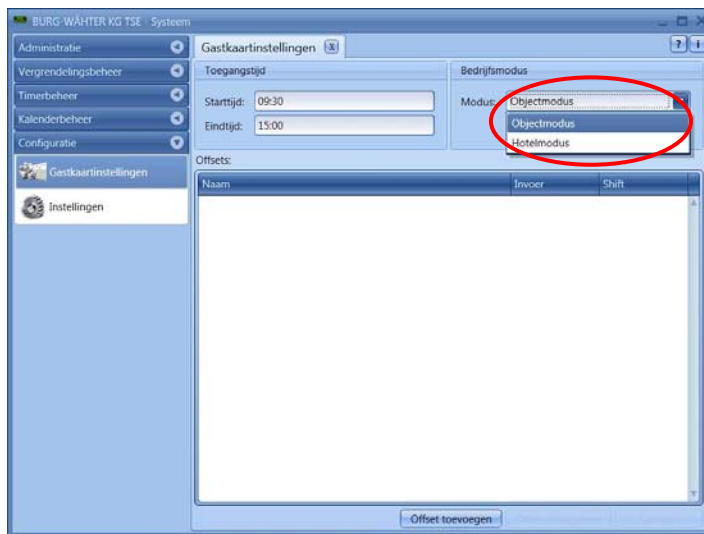 BURG-WÄHTER KG TSE - Systeem
Administratie
Vergrendelingsbeheer
Timerbeheer
Kalenderbeheer
Configuratie
Gastkaartinstellingen
Instellingen
Gastkaartinstellingen x
? i
Toegangstijd
Starttijd: 09:30
Eindtijd: 15:00
Bedrijfsmodus
Modus: Objectmodus
Objectmodus
Hotelmodus
Offsets:
Naam Invoer Shift
Offset toevoegen